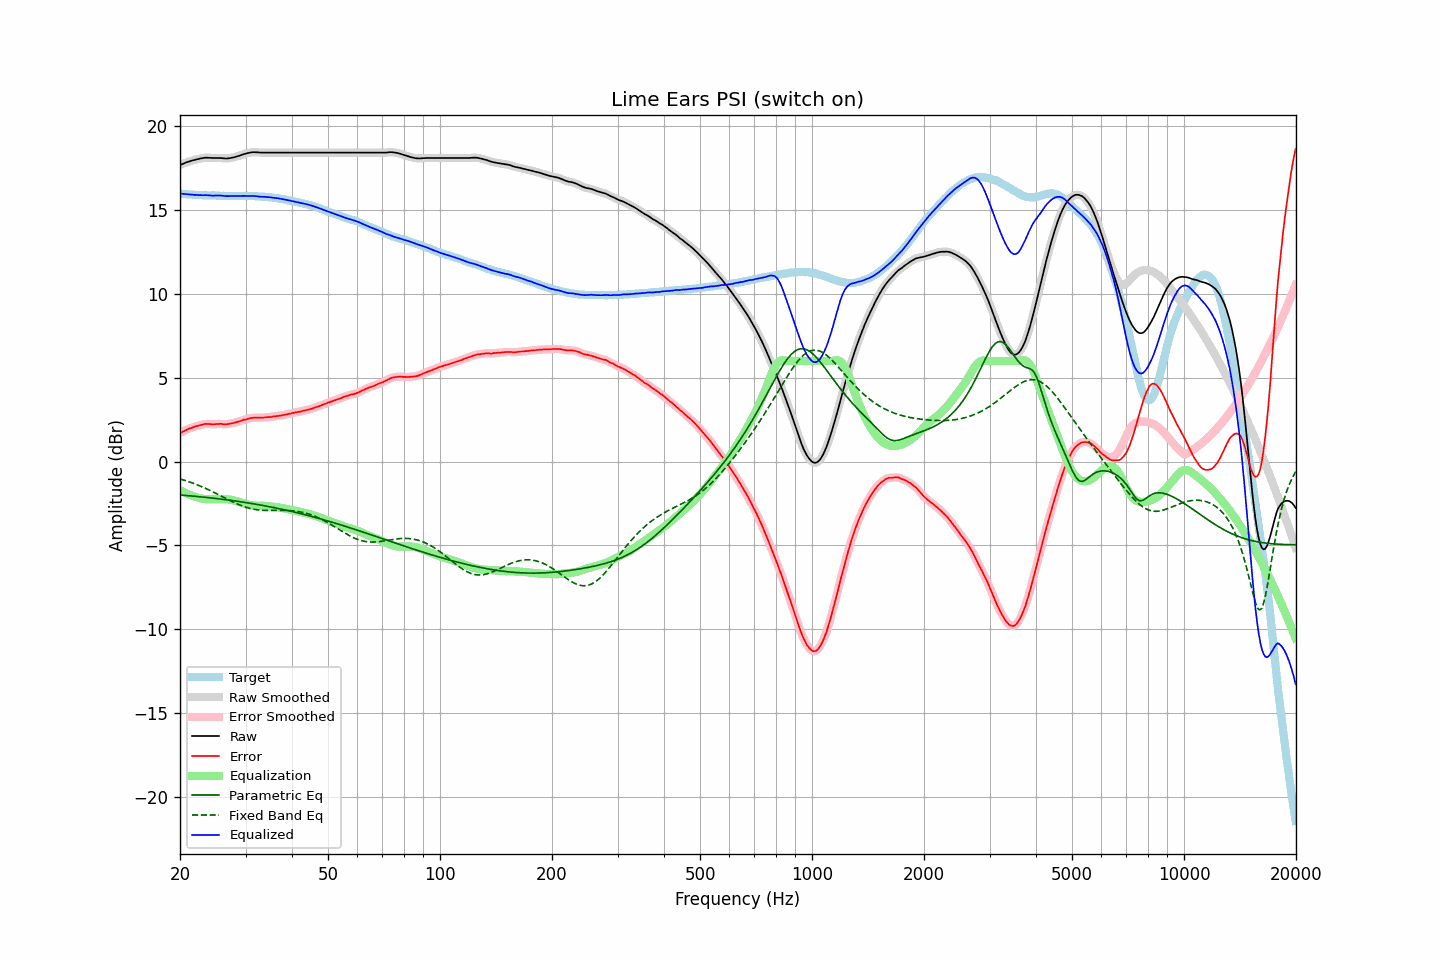 Lime Ears PSI (switch on)
Amplitude (dBr)
20
15
10
5
0
−5
−10
−15
−20
Target
Raw Smoothed
Error Smoothed
Raw
Error
Equalization
Parametric Eq
Fixed Band Eq
Equalized
20 50 100 200 500 1000 2000 5000 10000 20000
Frequency (Hz)